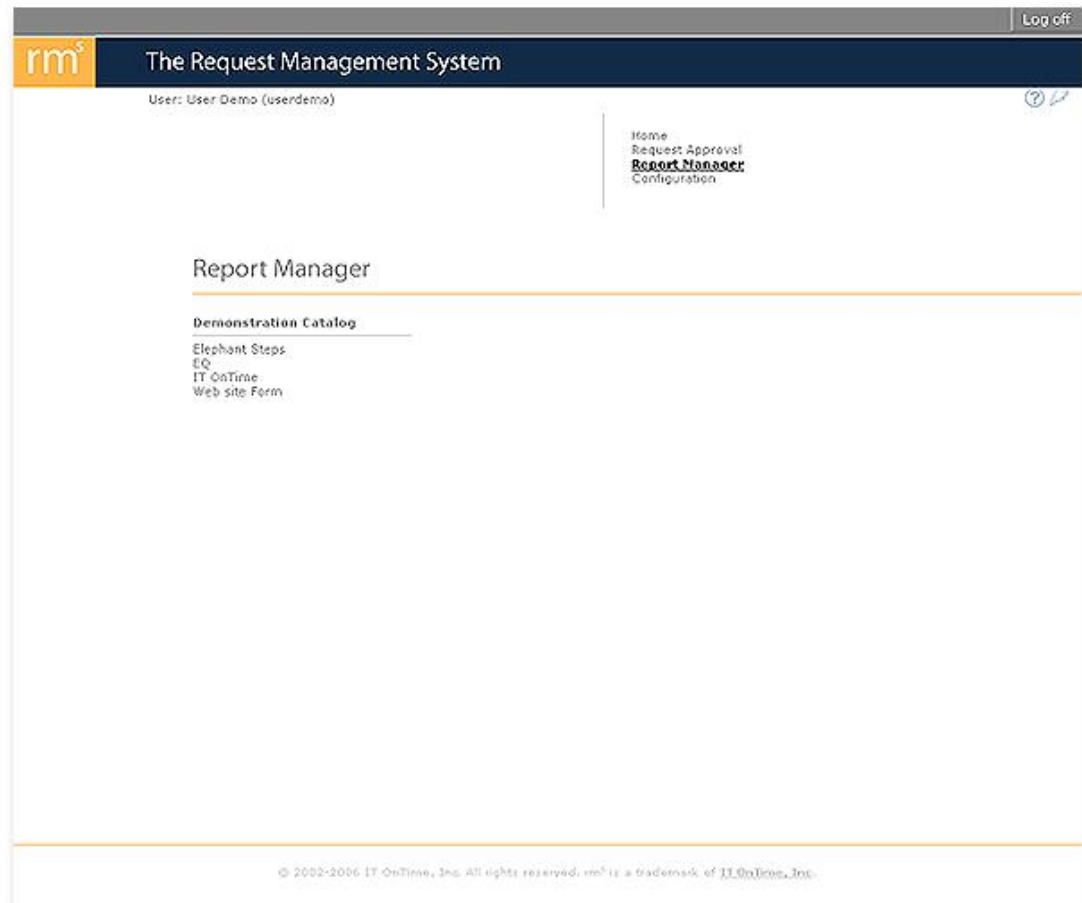 Log off
rmˢ The Request Management System
User: User Demo (userdemo)
Home
Request Approval
Report Manager
Configuration
Report Manager
Demonstration Catalog
Elephant Steps
EQ
IT OnTime
Web site Form
© 2002-2006 IT OnTime, Inc. All rights reserved. rmˢ is a trademark of IT OnTime, Inc.